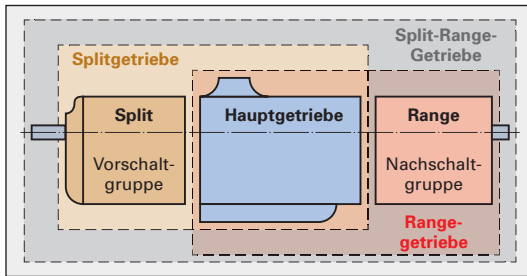 Split-Range-
Getriebe
Splitgetriebe
Split
Hauptgetriebe
Range
Vorschalt-
gruppe
Nachschalt-
gruppe
Range-
getriebe